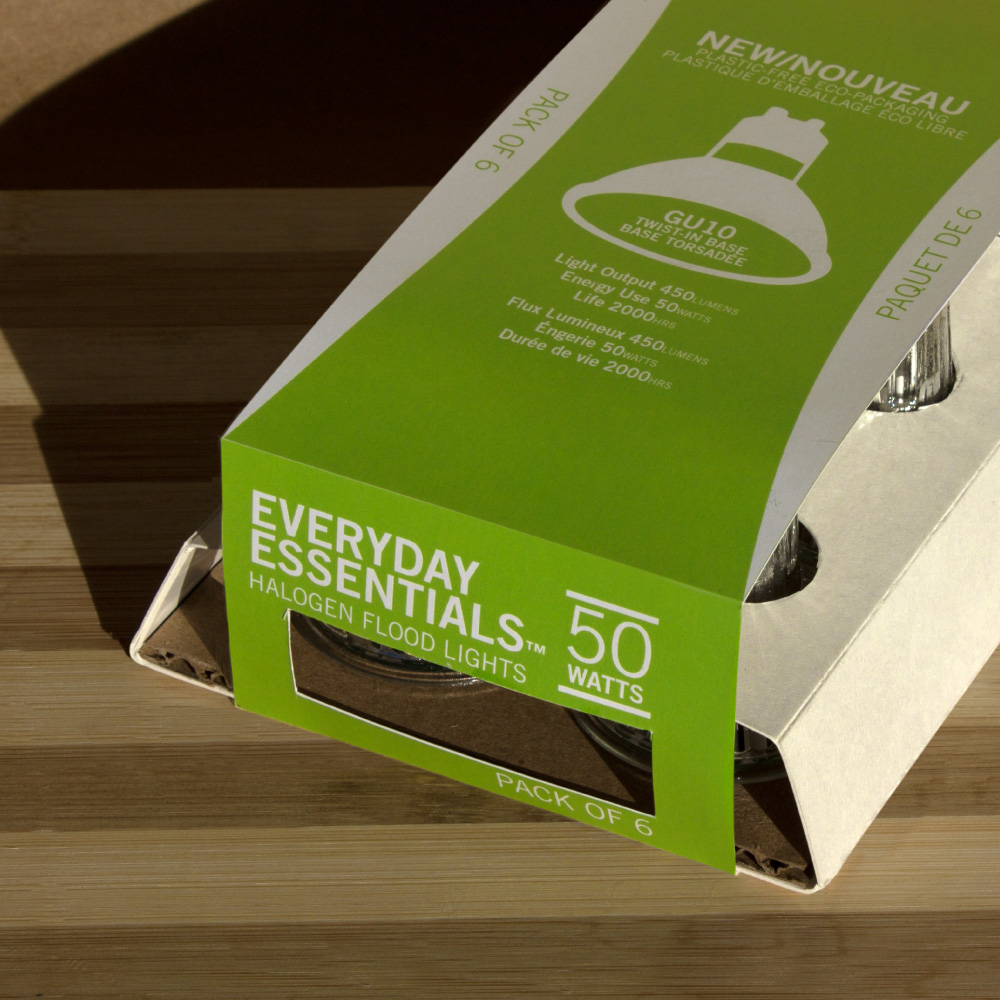 NEW/NOUVEAU
PLASTIC-FREE ECO-PACKAGING
PLASTIQUE D'EMBALLAGE ÉCO LIBRE
PACK OF 6
GU10
TWIST-IN BASE
BASE TORSADÉE
PAQUET DE 6
Light Output 450LUMENS
Energy Use 50WATTS
Life 2000HRS
Flux Lumineux 450LUMENS
Éngerie 50WATTS
Durée de vie 2000HRS
EVERYDAY
ESSENTIALS™
HALOGEN FLOOD LIGHTS
50
WATTS
PACK OF 6